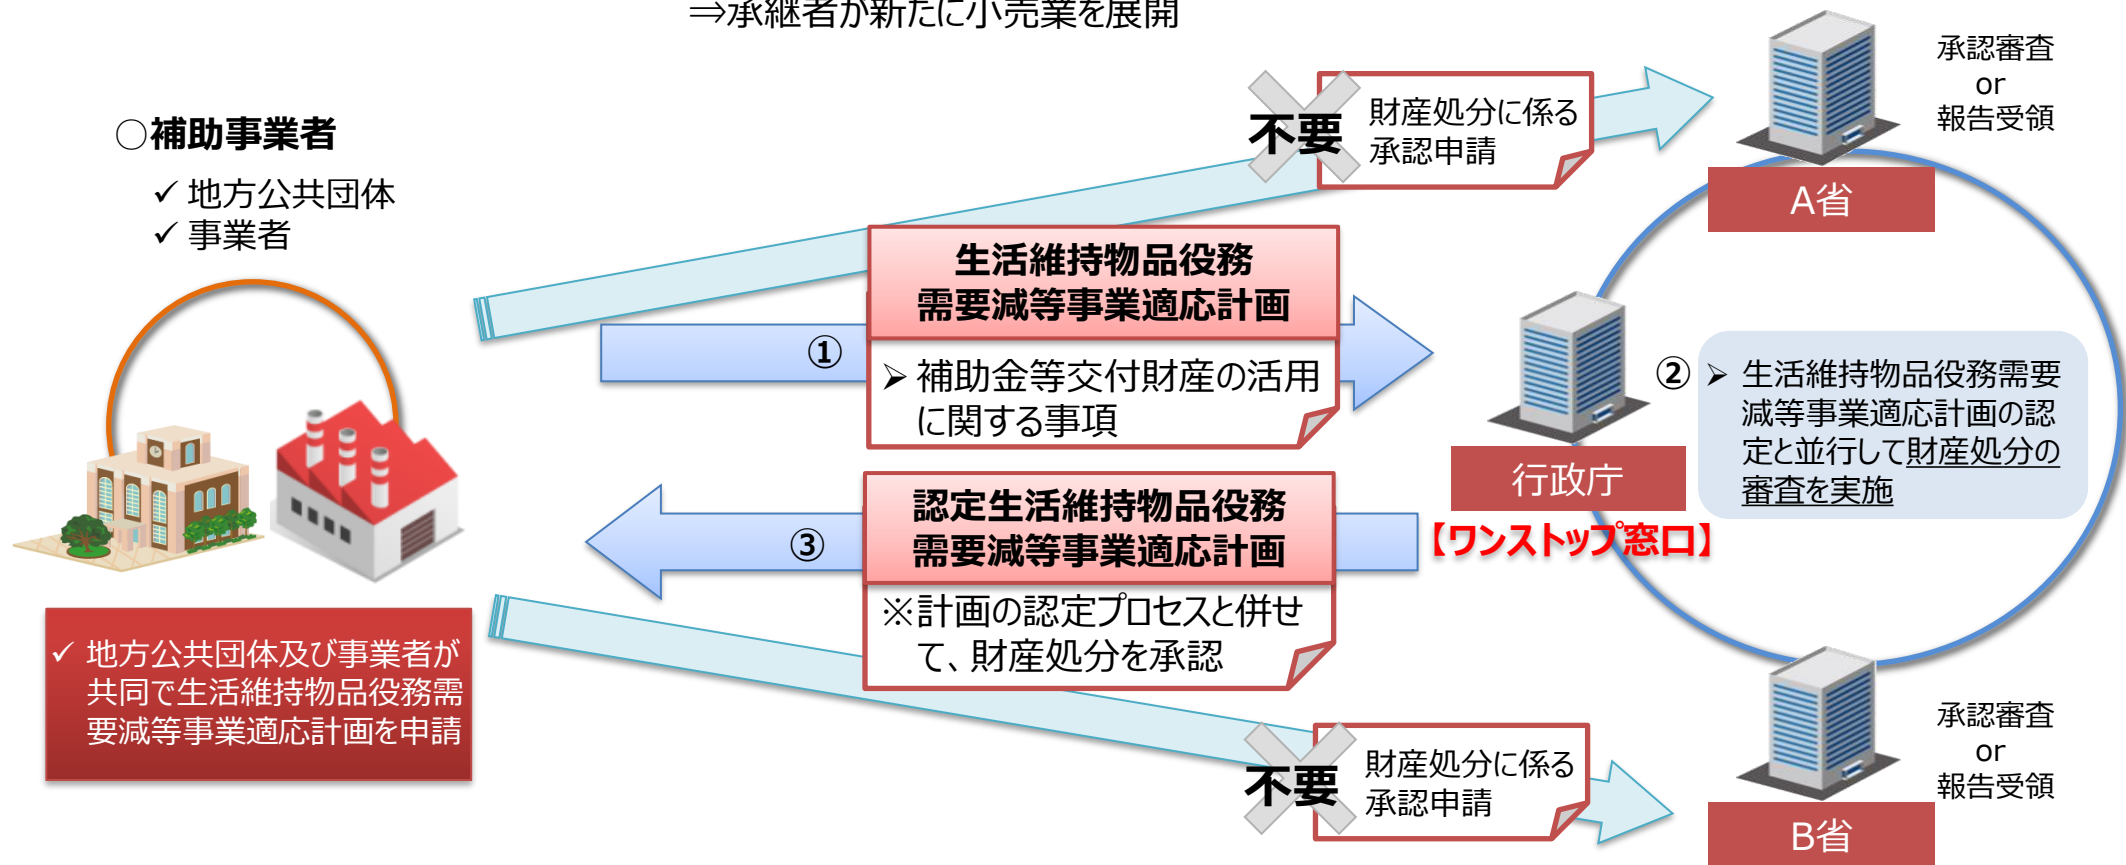 ⇒承継者が新たに小売業を展開
○補助事業者
✓ 地方公共団体
✓ 事業者
不要
財産処分に係る
承認申請
承認審査
or
報告受領
A省
生活維持物品役務
需要減等事業適応計画
①
➢ 補助金等交付財産の活用
に関する事項
行政庁
【ワンストップ窓口】
②
➢ 生活維持物品役務需要
減等事業適応計画の認
定と並行して財産処分の
審査を実施
認定生活維持物品役務
需要減等事業適応計画
③
※計画の認定プロセスと併せ
て、財産処分を承認
✓ 地方公共団体及び事業者が
共同で生活維持物品役務需
要減等事業適応計画を申請
不要
財産処分に係る
承認申請
承認審査
or
報告受領
B省